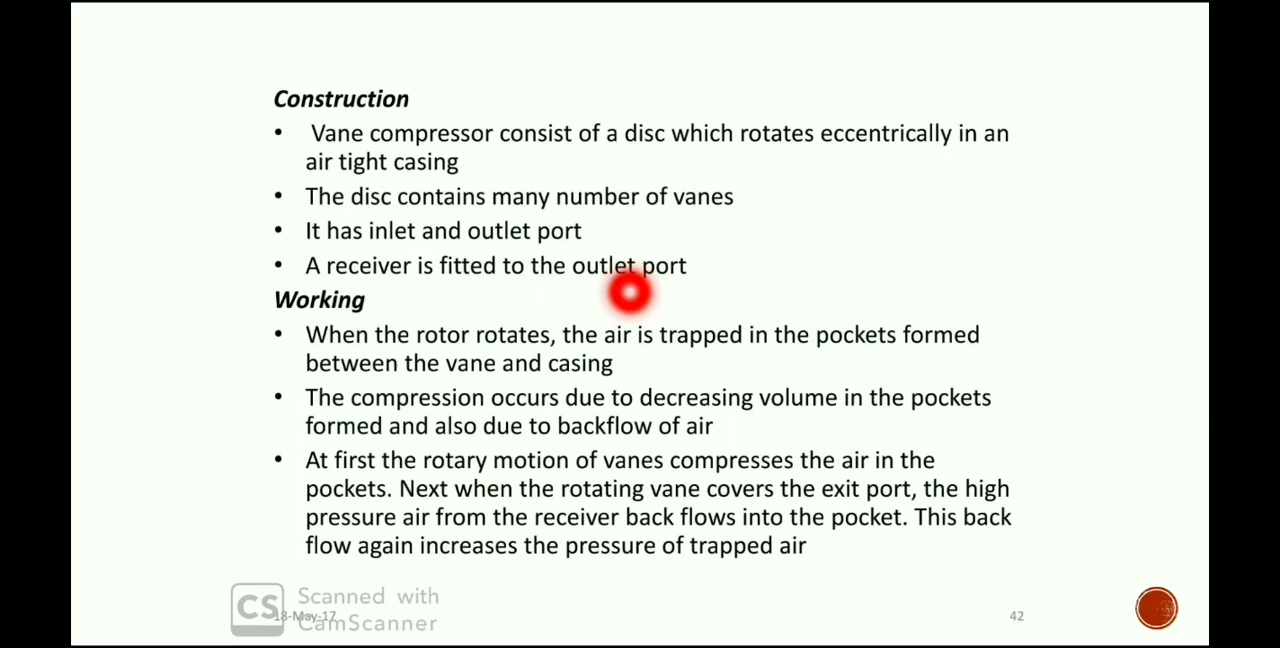 Construction
• Vane compressor consist of a disc which rotates eccentrically in an
air tight casing
• The disc contains many number of vanes
• It has inlet and outlet port
• A receiver is fitted to the outlet port
Working
• When the rotor rotates, the air is trapped in the pockets formed
between the vane and casing
• The compression occurs due to decreasing volume in the pockets
formed and also due to backflow of air
• At first the rotary motion of vanes compresses the air in the
pockets. Next when the rotating vane covers the exit port, the high
pressure air from the receiver back flows into the pocket. This back
flow again increases the pressure of trapped air
CS Scanned with
CamScanner
18-May-17
42